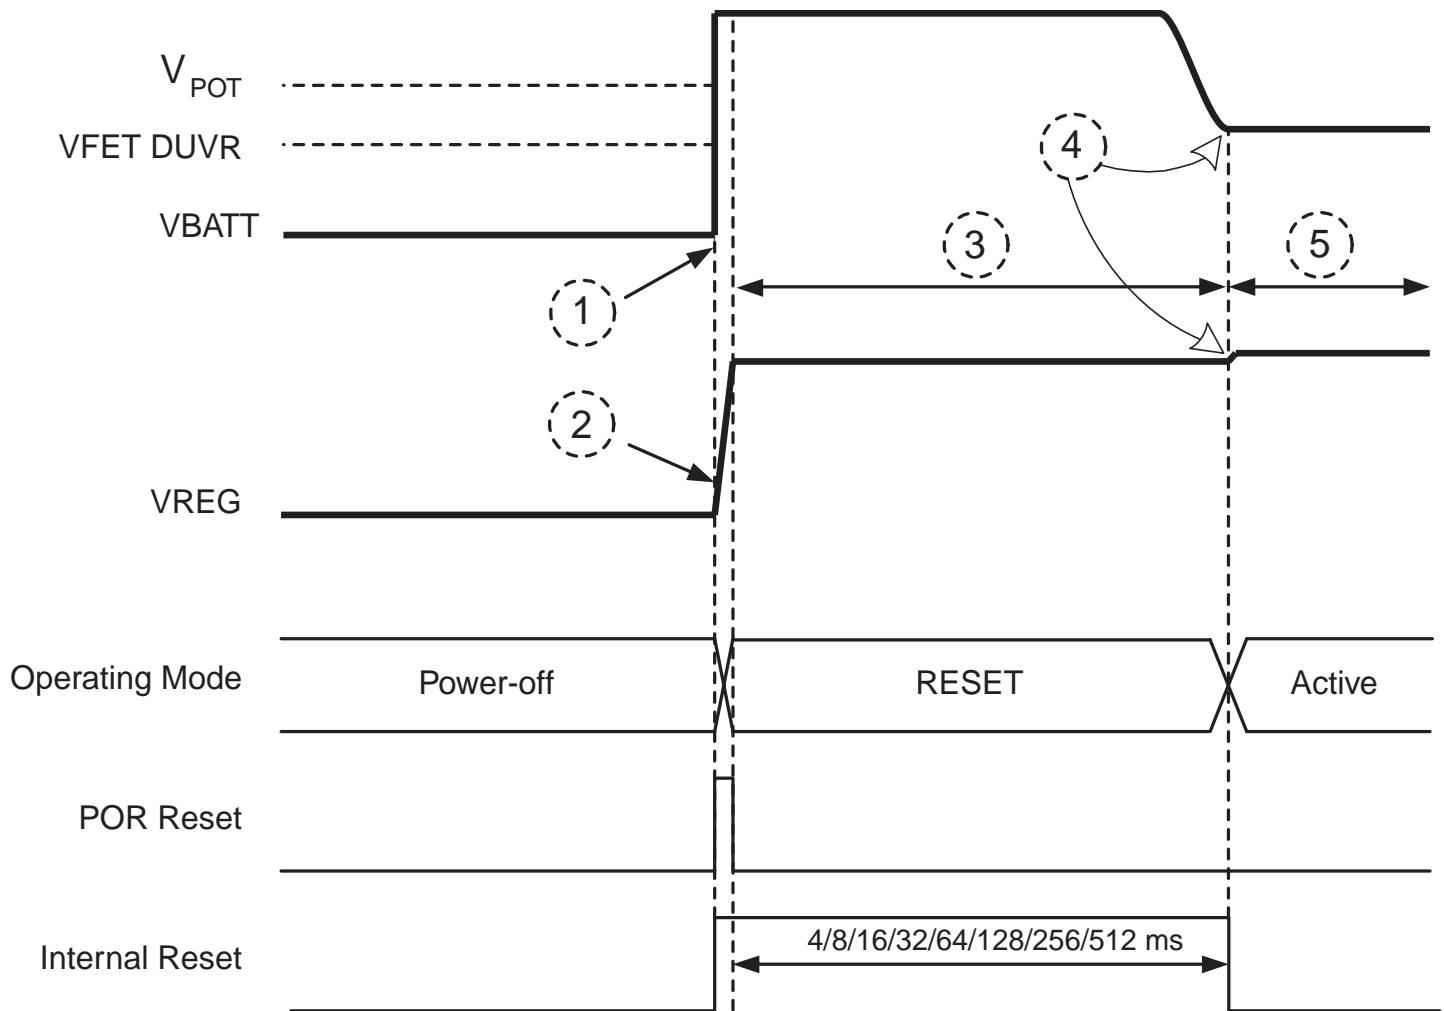 V POT
VFET DUVR
VBATT
1
2
3
4
5
VREG
Operating Mode
Power-off
RESET
Active
POR Reset
Internal Reset
4/8/16/32/64/128/256/512 ms